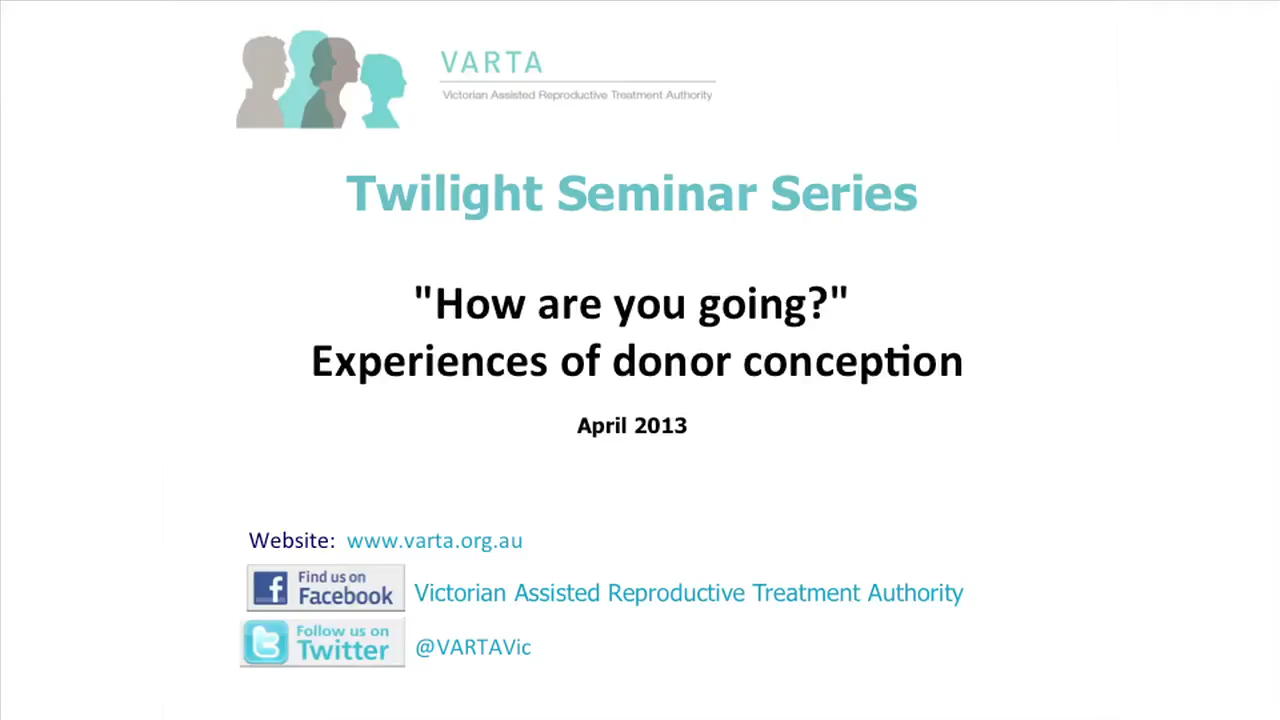 VARTA
Victorian Assisted Reproductive Treatment Authority
Twilight Seminar Series
"How are you going?"
Experiences of donor conception
April 2013
Website: www.varta.org.au
Find us on
Facebook
Victorian Assisted Reproductive Treatment Authority
Follow us on
Twitter
@VARTAVic